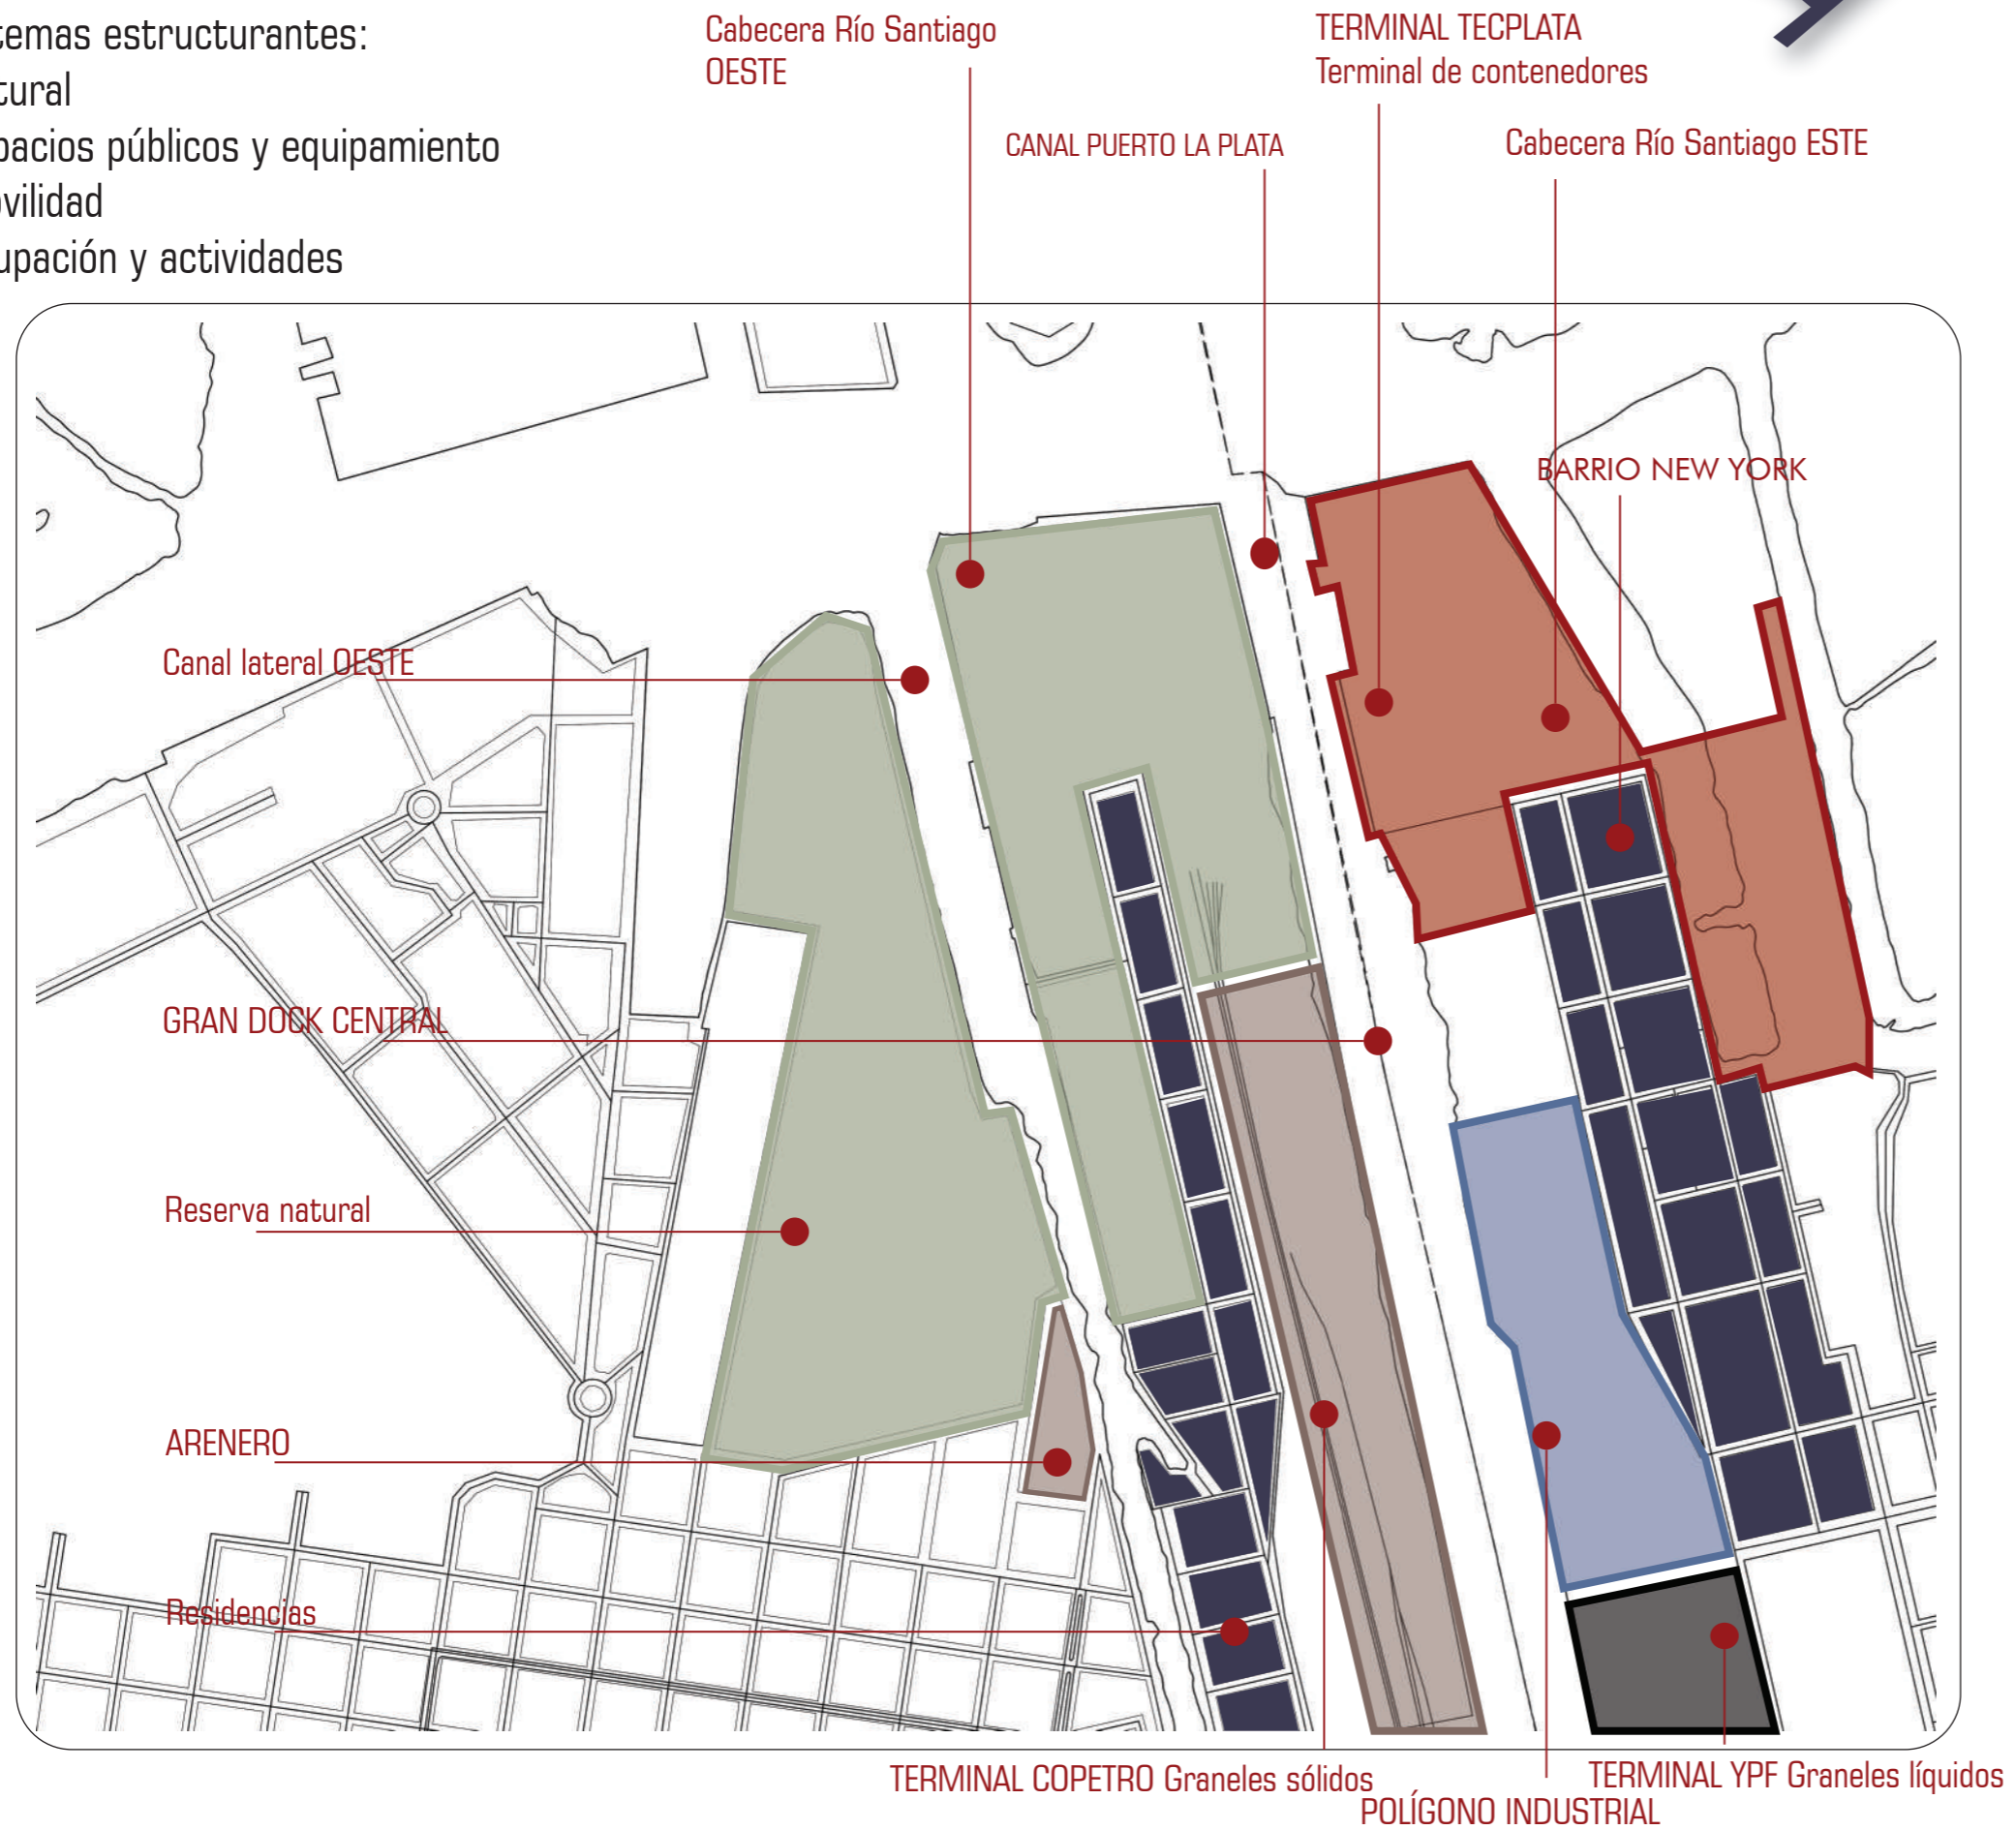 temas estructurantes:
tural
pacios públicos y equipamiento
ovilidad
upación y actividades
Cabecera Río Santiago
OESTE
TERMINAL TECPLATA
Terminal de contenedores
CANAL PUERTO LA PLATA
Cabecera Río Santiago ESTE
BARRIO NEW YORK
Canal lateral OESTE
GRAN DOCK CENTRAL
Reserva natural
ARENERO
Residencias
TERMINAL COPETRO Graneles sólidos
TERMINAL YPF Graneles líquidos
POLÍGONO INDUSTRIAL